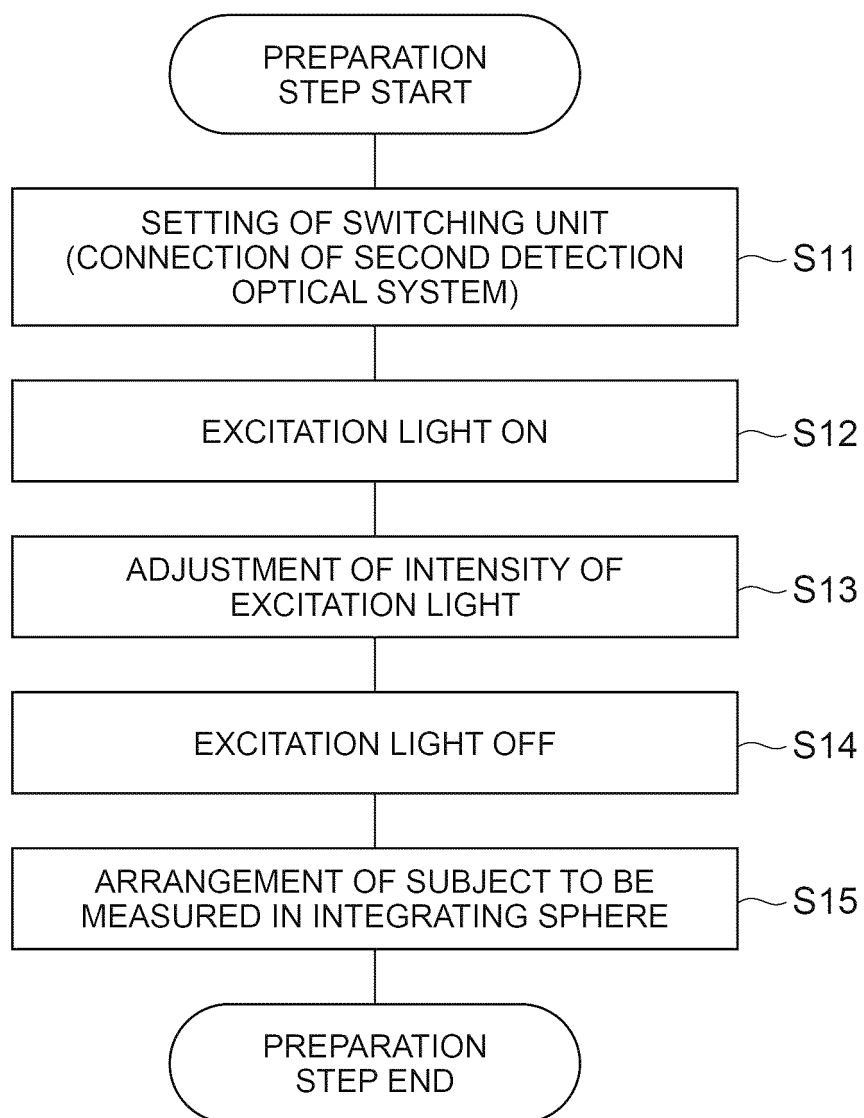 PREPARATION
STEP START
SETTING OF SWITCHING UNIT
(CONNECTION OF SECOND DETECTION
OPTICAL SYSTEM)
S11
EXCITATION LIGHT ON
S12
ADJUSTMENT OF INTENSITY OF
EXCITATION LIGHT
S13
EXCITATION LIGHT OFF
S14
ARRANGEMENT OF SUBJECT TO BE
MEASURED IN INTEGRATING SPHERE
S15
PREPARATION
STEP END